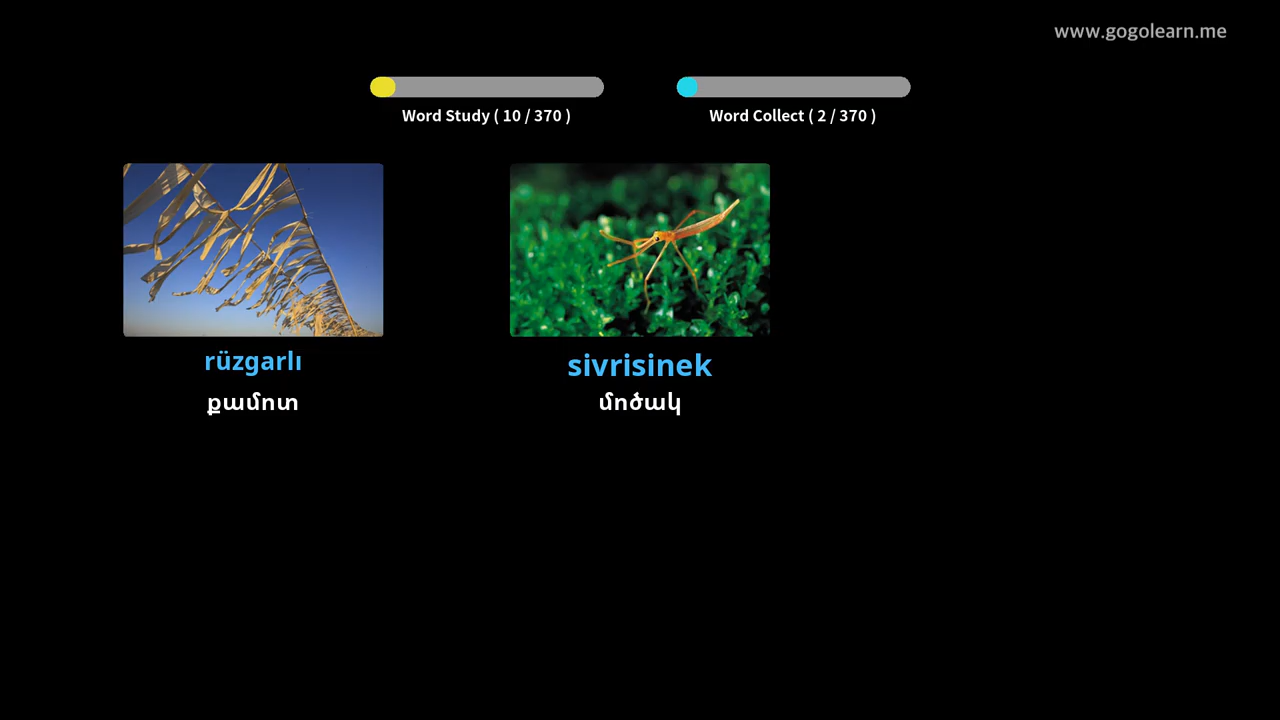 www.gogolearn.me
Word Study ( 10 / 370 )
Word Collect ( 2 / 370 )
rüzgarlı
քամոտ
sivrisinek
մոծակ